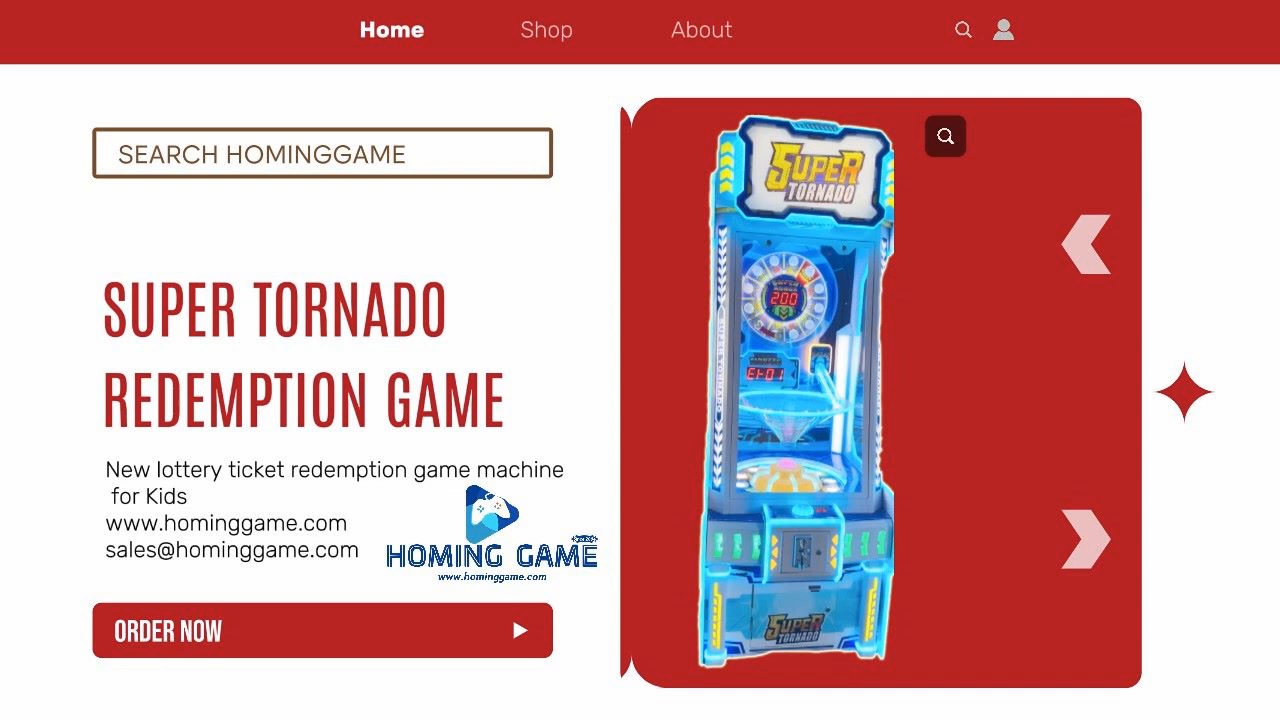 Home
Shop
About
SEARCH HOMINGGAME
SUPER TORNADO
REDEMPTION GAME
New lottery ticket redemption game machine
for Kids
www.hominggame.com
sales@hominggame.com
HOMING GAME
www.hominggame.com
ORDER NOW
SUPER
TORNADO
200
SUPER
TORNADO